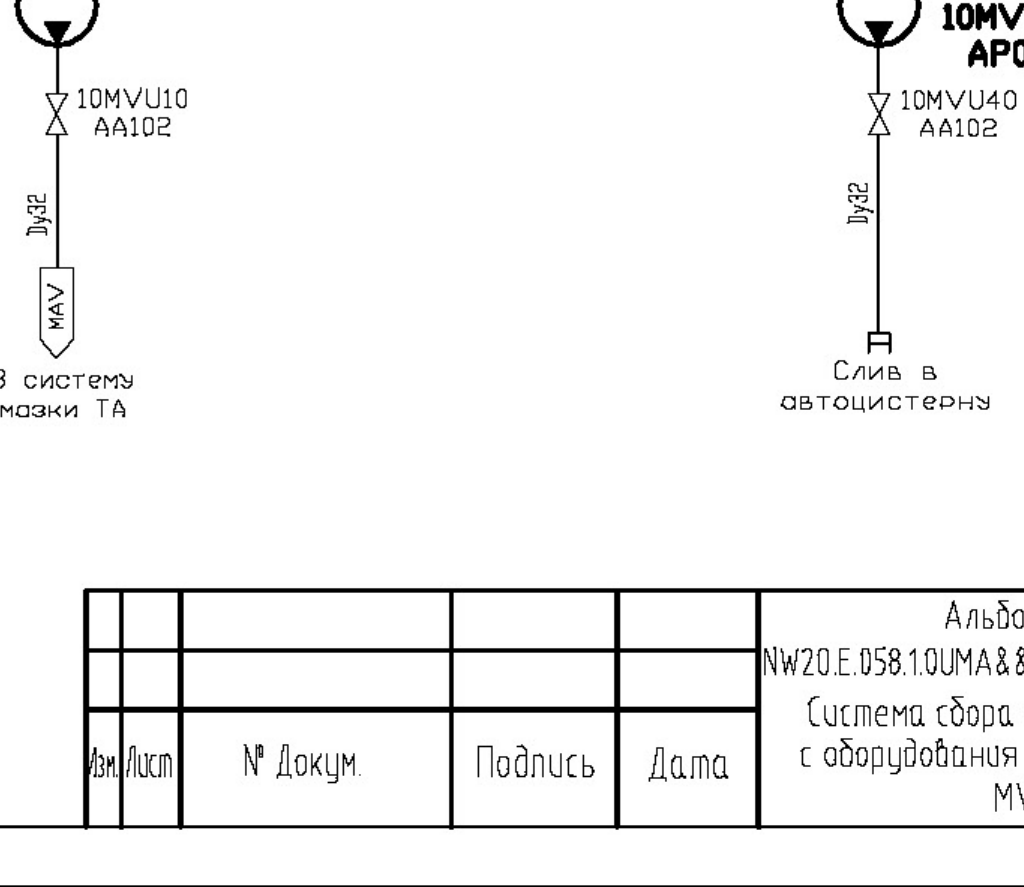 10MV
AP0
10MVU10
AA102
10MVU40
AA102
Dy32
Dy32
MAV
В систему
мазки ТА
Слив в
автоцистерну
Альбо
NW20.E.058.1.0UMA&&
Система сбора
с оборудования
MV
Изм. Лист № Докум. Подпись Дата